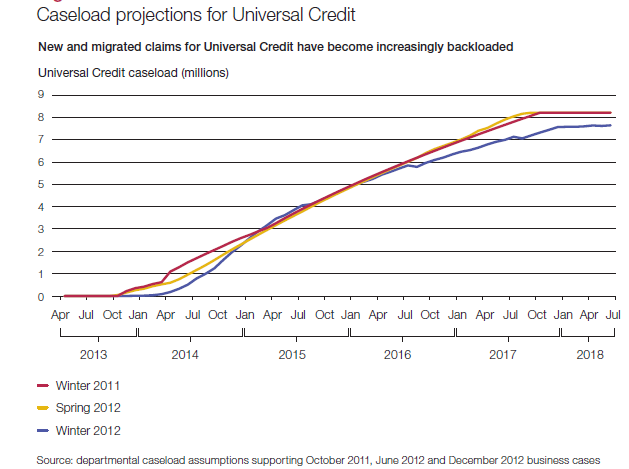 Caseload projections for Universal Credit
New and migrated claims for Universal Credit have become increasingly backloaded
Universal Credit caseload (millions)
9
8
7
6
5
4
3
2
1
0
Apr Jul Oct Jan Apr Jul Oct Jan Apr Jul Oct Jan Apr Jul Oct Jan Apr Jul Oct Jan Apr Jul
2013 2014 2015 2016 2017 2018
Winter 2011
Spring 2012
Winter 2012
Source: departmental caseload assumptions supporting October 2011, June 2012 and December 2012 business cases